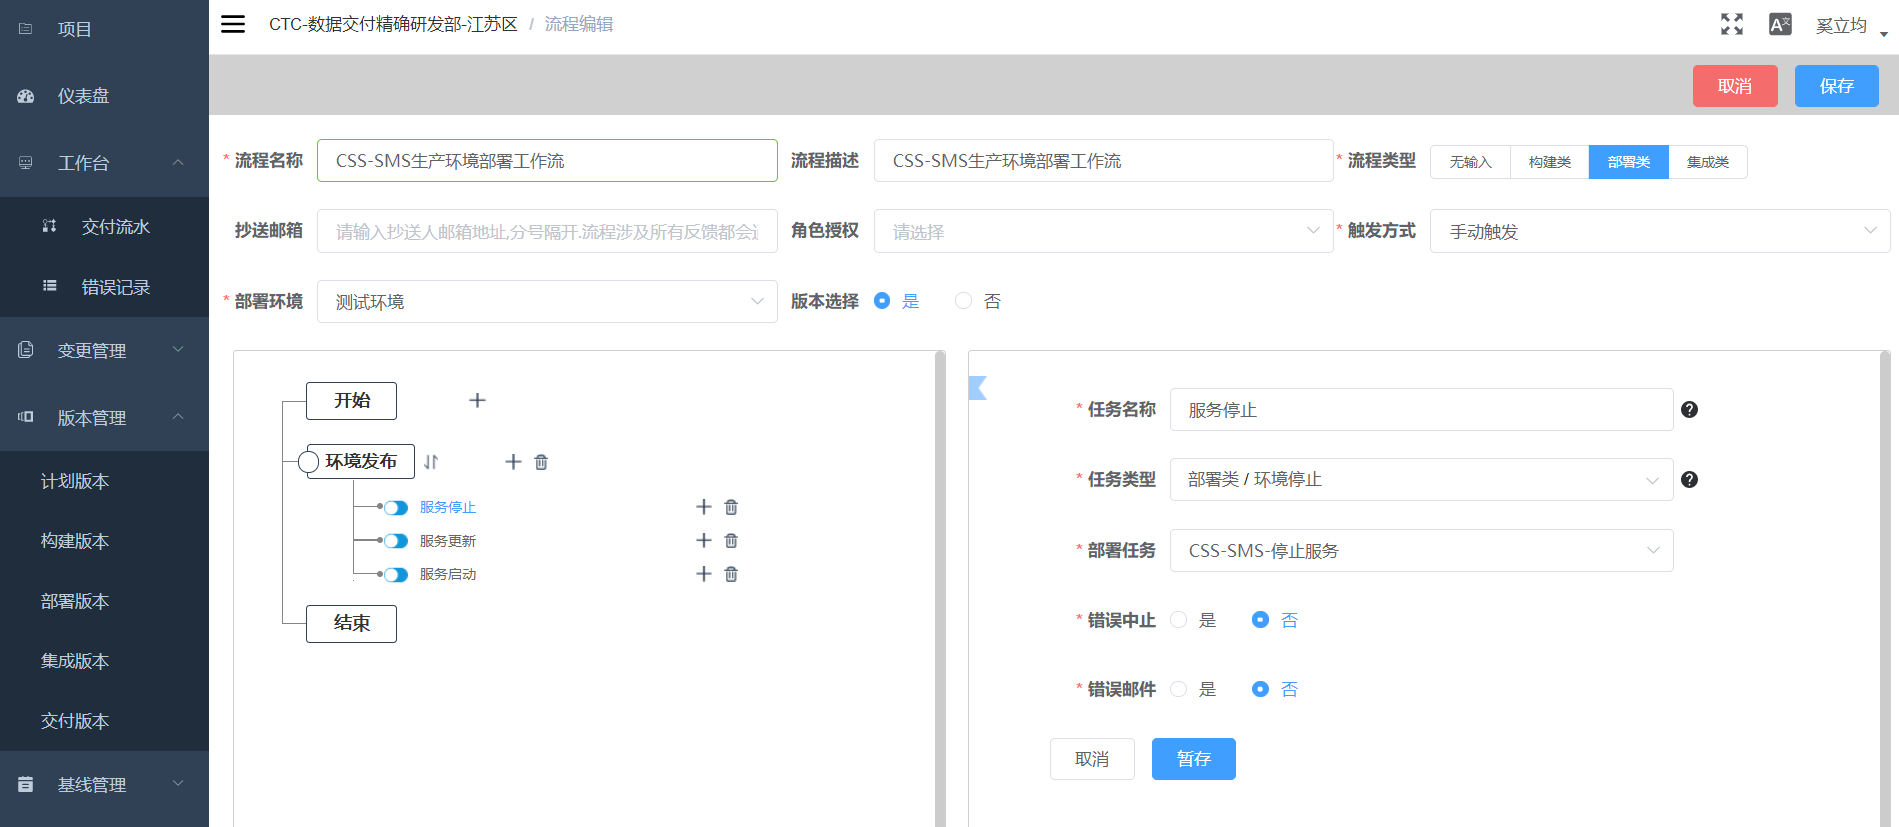 项目
仪表盘
工作台
交付流水
错误记录
变更管理
版本管理
计划版本
构建版本
部署版本
集成版本
交付版本
基线管理
CTC-数据交付精确研发部-江苏区 / 流程编辑
A文
奚立均
取消 保存
* 流程名称 CSS-SMS生产环境部署工作流 流程描述 CSS-SMS生产环境部署工作流 * 流程类型 无输入 构建类 部署类 集成类
抄送邮箱 请输入抄送人邮箱地址,分号隔开.流程涉及所有反馈都会 角色授权 请选择 * 触发方式 手动触发
* 部署环境 测试环境 版本选择 是 否
开始
环境发布
服务停止
服务更新
服务启动
结束
* 任务名称 服务停止 ?
* 任务类型 部署类 / 环境停止 ?
* 部署任务 CSS-SMS-停止服务
* 错误中止 是 否
* 错误邮件 是 否
取消 暂存